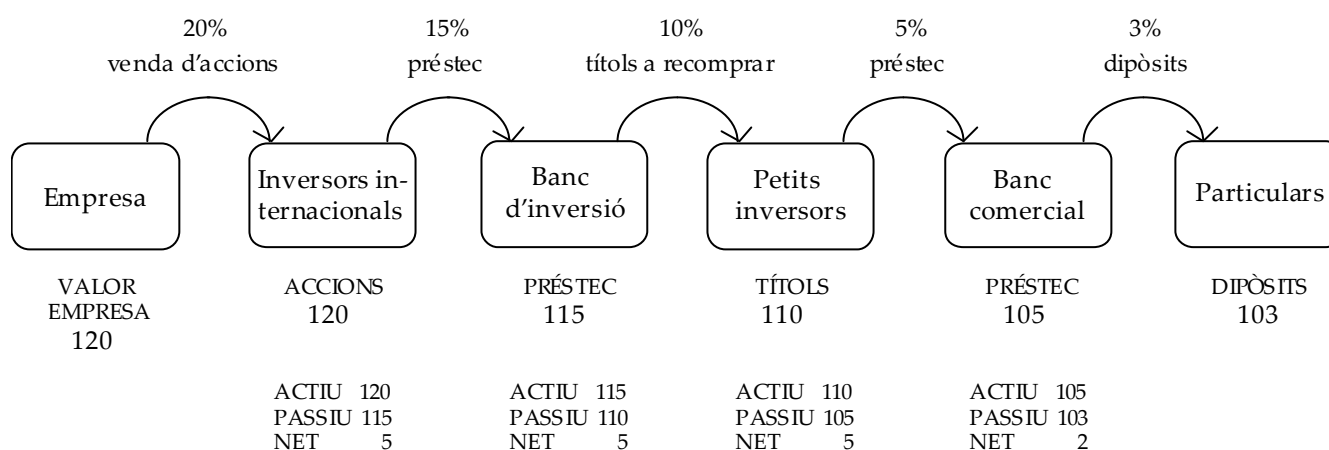 20% 15% 10% 5% 3%
venda d'accions préstec títols a recomprar préstec dipòsits
Empresa
Inversors in-
ternacionals
Banc
d'inversió
Petits
inversors
Banc
comercial
Particulars
VALOR
EMPRESA
120
ACCIONS
120
PRÉSTEC
115
TÍTOLS
110
PRÉSTEC
105
DIPÒSITS
103
ACTIU 120
PASSIU 115
NET 5
ACTIU 115
PASSIU 110
NET 5
ACTIU 110
PASSIU 105
NET 5
ACTIU 105
PASSIU 103
NET 2